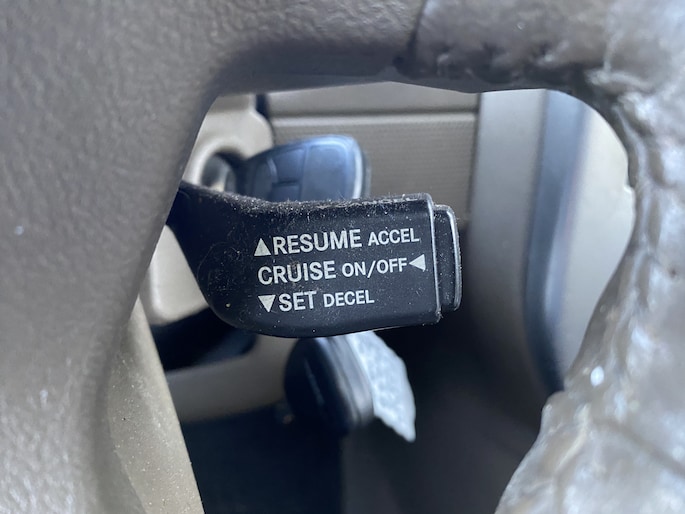 ▲RESUME ACCEL
CRUISE ON/OFF◀
▼SET DECEL